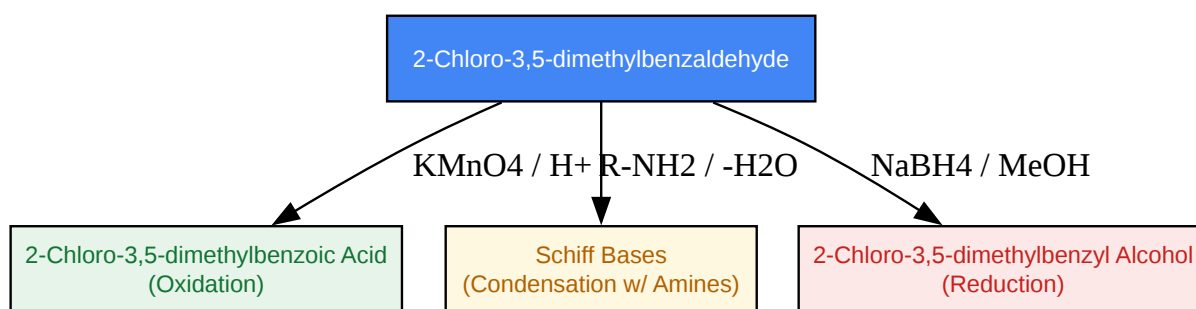 2-Chloro-3,5-dimethylbenzaldehyde
KMnO4 / H+
R-NH2 / -H2O
NaBH4 / MeOH
2-Chloro-3,5-dimethylbenzoic Acid
(Oxidation)
Schiff Bases
(Condensation w/ Amines)
2-Chloro-3,5-dimethylbenzyl Alcohol
(Reduction)